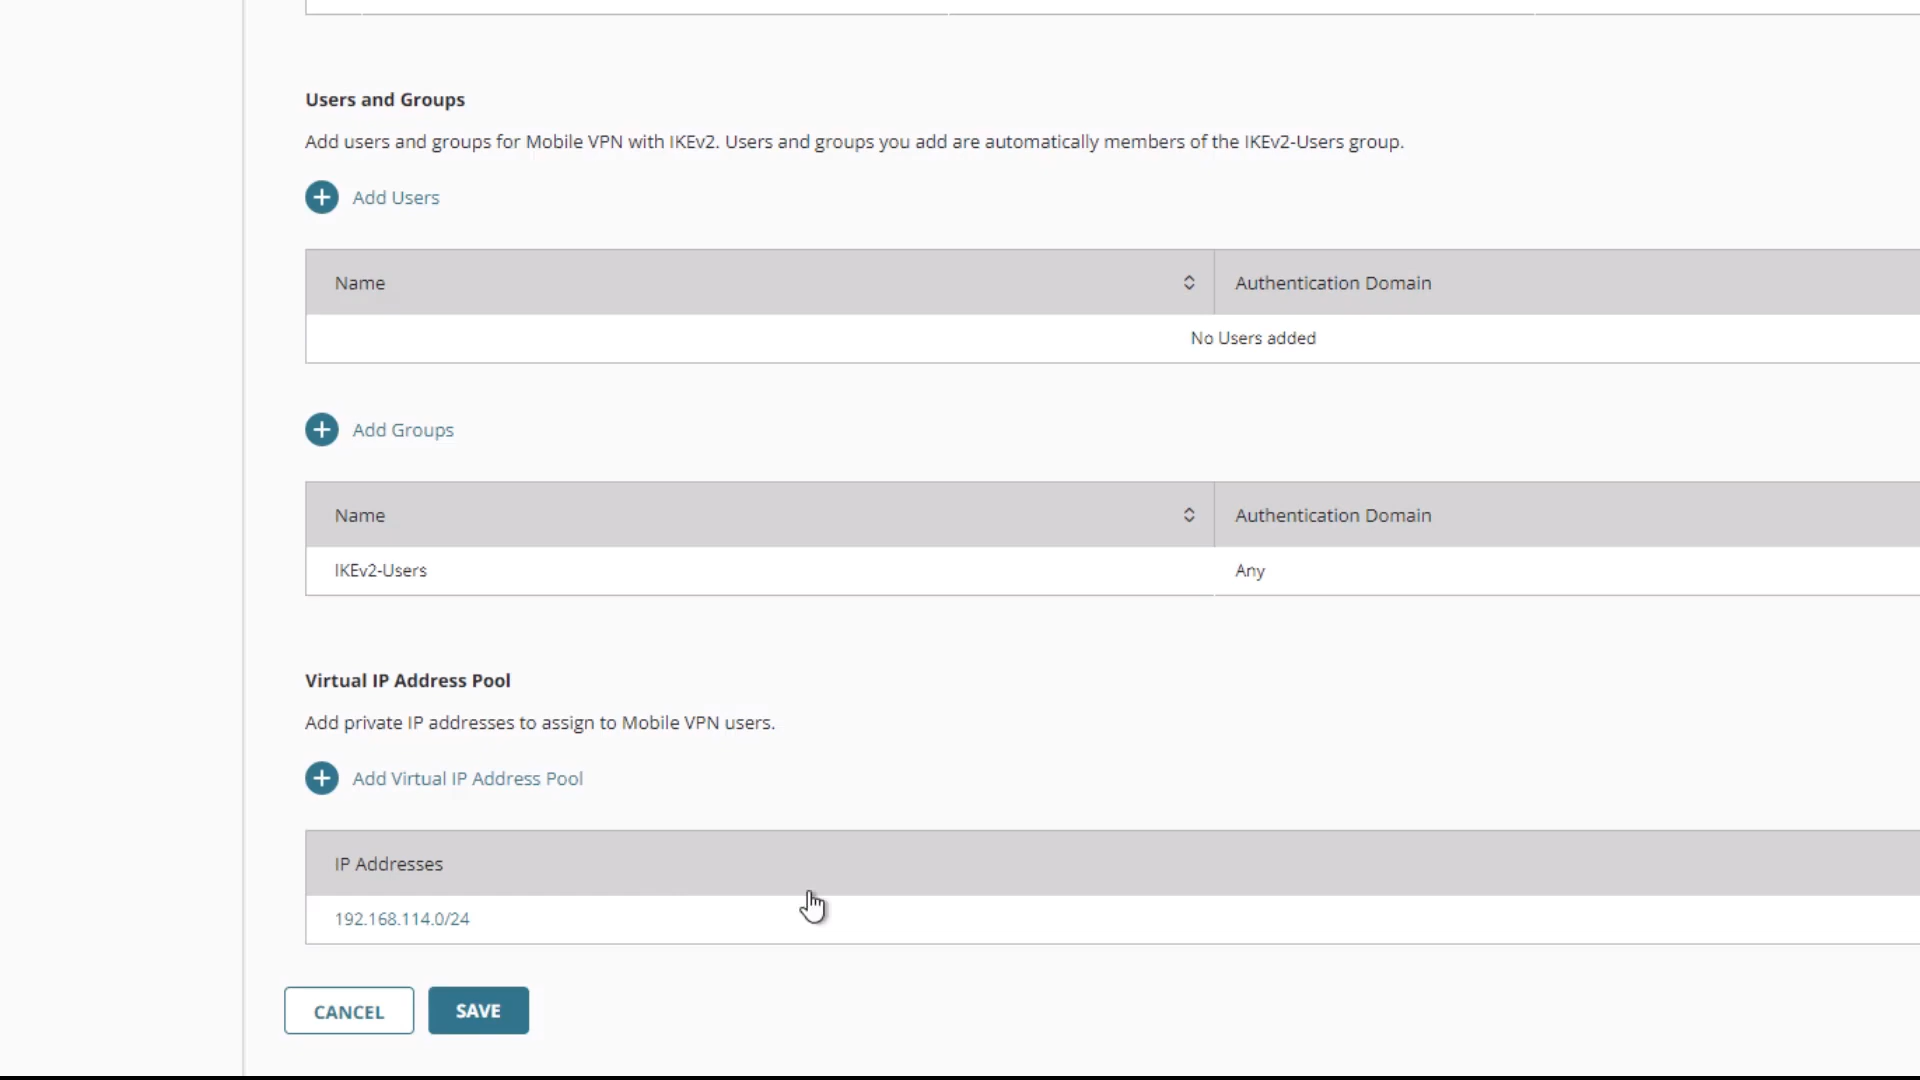 Users and Groups
Add users and groups for Mobile VPN with IKEv2. Users and groups you add are automatically members of the IKEv2-Users group.
Add Users
Name Authentication Domain
No Users added
Add Groups
Name Authentication Domain
IKEv2-Users Any
Virtual IP Address Pool
Add private IP addresses to assign to Mobile VPN users.
Add Virtual IP Address Pool
IP Addresses
192.168.114.0/24
CANCEL SAVE